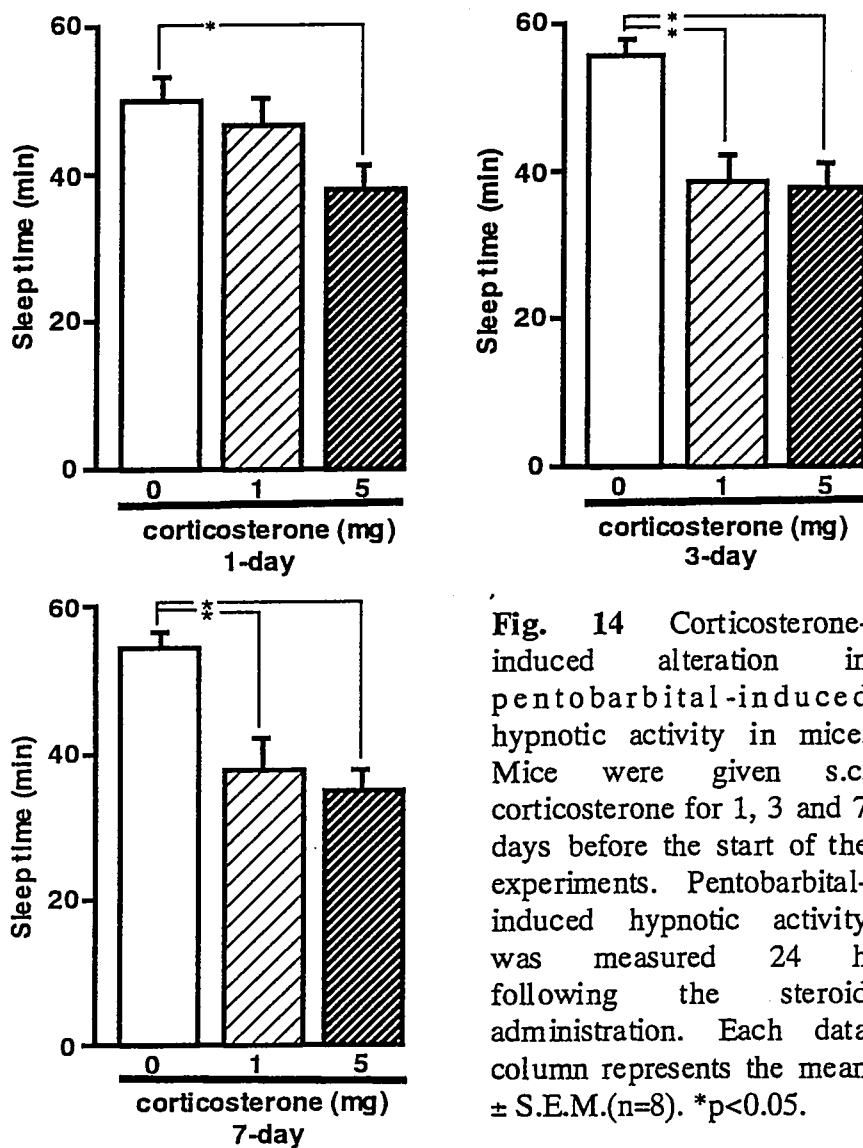 60
40
20
0
Sleep time (min)
*
0 1 5
corticosterone (mg)
1-day
60
40
20
0
Sleep time (min)
*
*
0 1 5
corticosterone (mg)
3-day
60
40
20
0
Sleep time (min)
*
*
0 1 5
corticosterone (mg)
7-day
Fig. 14 Corticosterone-
induced alteration in
pentobarbital-induced
hypnotic activity in mice.
Mice were given s.c.
corticosterone for 1, 3 and 7
days before the start of the
experiments. Pentobarbital-
induced hypnotic activity
was measured 24 h
following the steroid
administration. Each data
column represents the mean
± S.E.M.(n=8). *p<0.05.